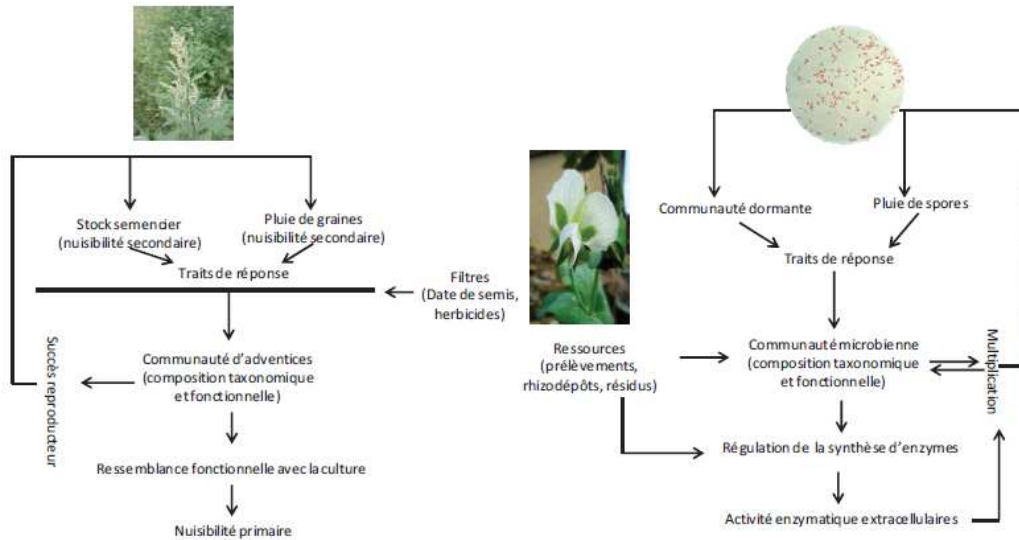 Stock semencier
(nuisibilité secondaire)
Pluie de graines
(nuisibilité secondaire)
Traits de réponse
Filtres
(Date de semis,
herbicides)
Succès reproducteur
Communauté d'adventices
(composition taxonomique
et fonctionnelle)
Ressemblance fonctionnelle avec la culture
Nuisibilité primaire
Communauté dormante
Pluie de spores
Traits de réponse
Ressources
(prélèvements,
rhizodépôts, résidus)
Communauté microbienne
(composition taxonomique
et fonctionnelle)
Multiplication
Régulation de la synthèse d'enzymes
Activité enzymatique extracellulaires